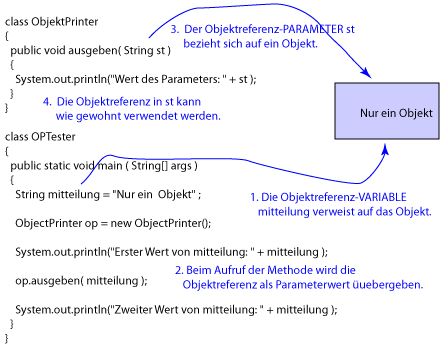 class ObjektPrinter
{
public void ausgeben( String st )
{
System.out.println("Wert des Parameters: " + st );
}
}
3.  Der Objektreferenz-PARAMETER st
bezieht sich auf ein Objekt.
4.  Die Objektreferenz in st kann
wie gewohnt verwendet werden.
Nur ein Objekt
class OPTester
{
public static void main ( String[] args )
{
String mitteilung = "Nur ein  Objekt" ;
1. Die Objektreferenz-VARIABLE
mitteilung verweist auf das Objekt.
ObjectPrinter op = new ObjectPrinter();
System.out.println("Erster Wert von mitteilung: " + mitteilung );
2. Beim Aufruf der Methode wird die
Objektreferenz als Parameterwert üuebergeben.
op.ausgeben( mitteilung );
System.out.println("Zweiter Wert von mitteilung: " + mitteilung );
}
}